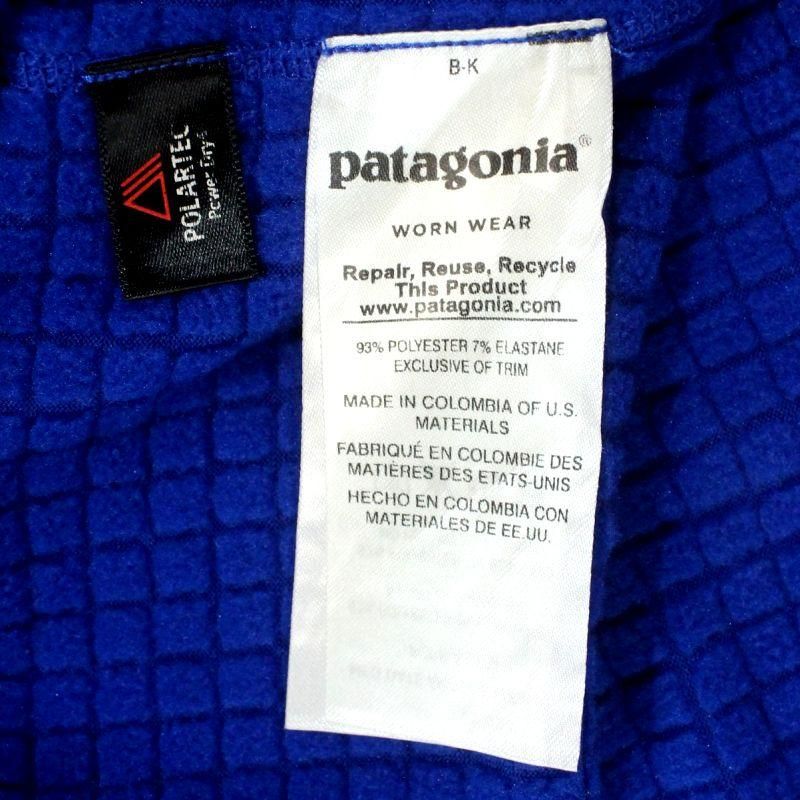 POLARTEC
Power Dry®
B-K
patagonia®
WORN WEAR
Repair, Reuse, Recycle
This Product
www.patagonia.com
93% POLYESTER 7% ELASTANE
EXCLUSIVE OF TRIM
MADE IN COLOMBIA OF U.S.
MATERIALS
FABRIQUÉ EN COLOMBIE DES
MATIÈRES DES ETATS-UNIS
HECHO EN COLOMBIA CON
MATERIALES DE EE.UU.